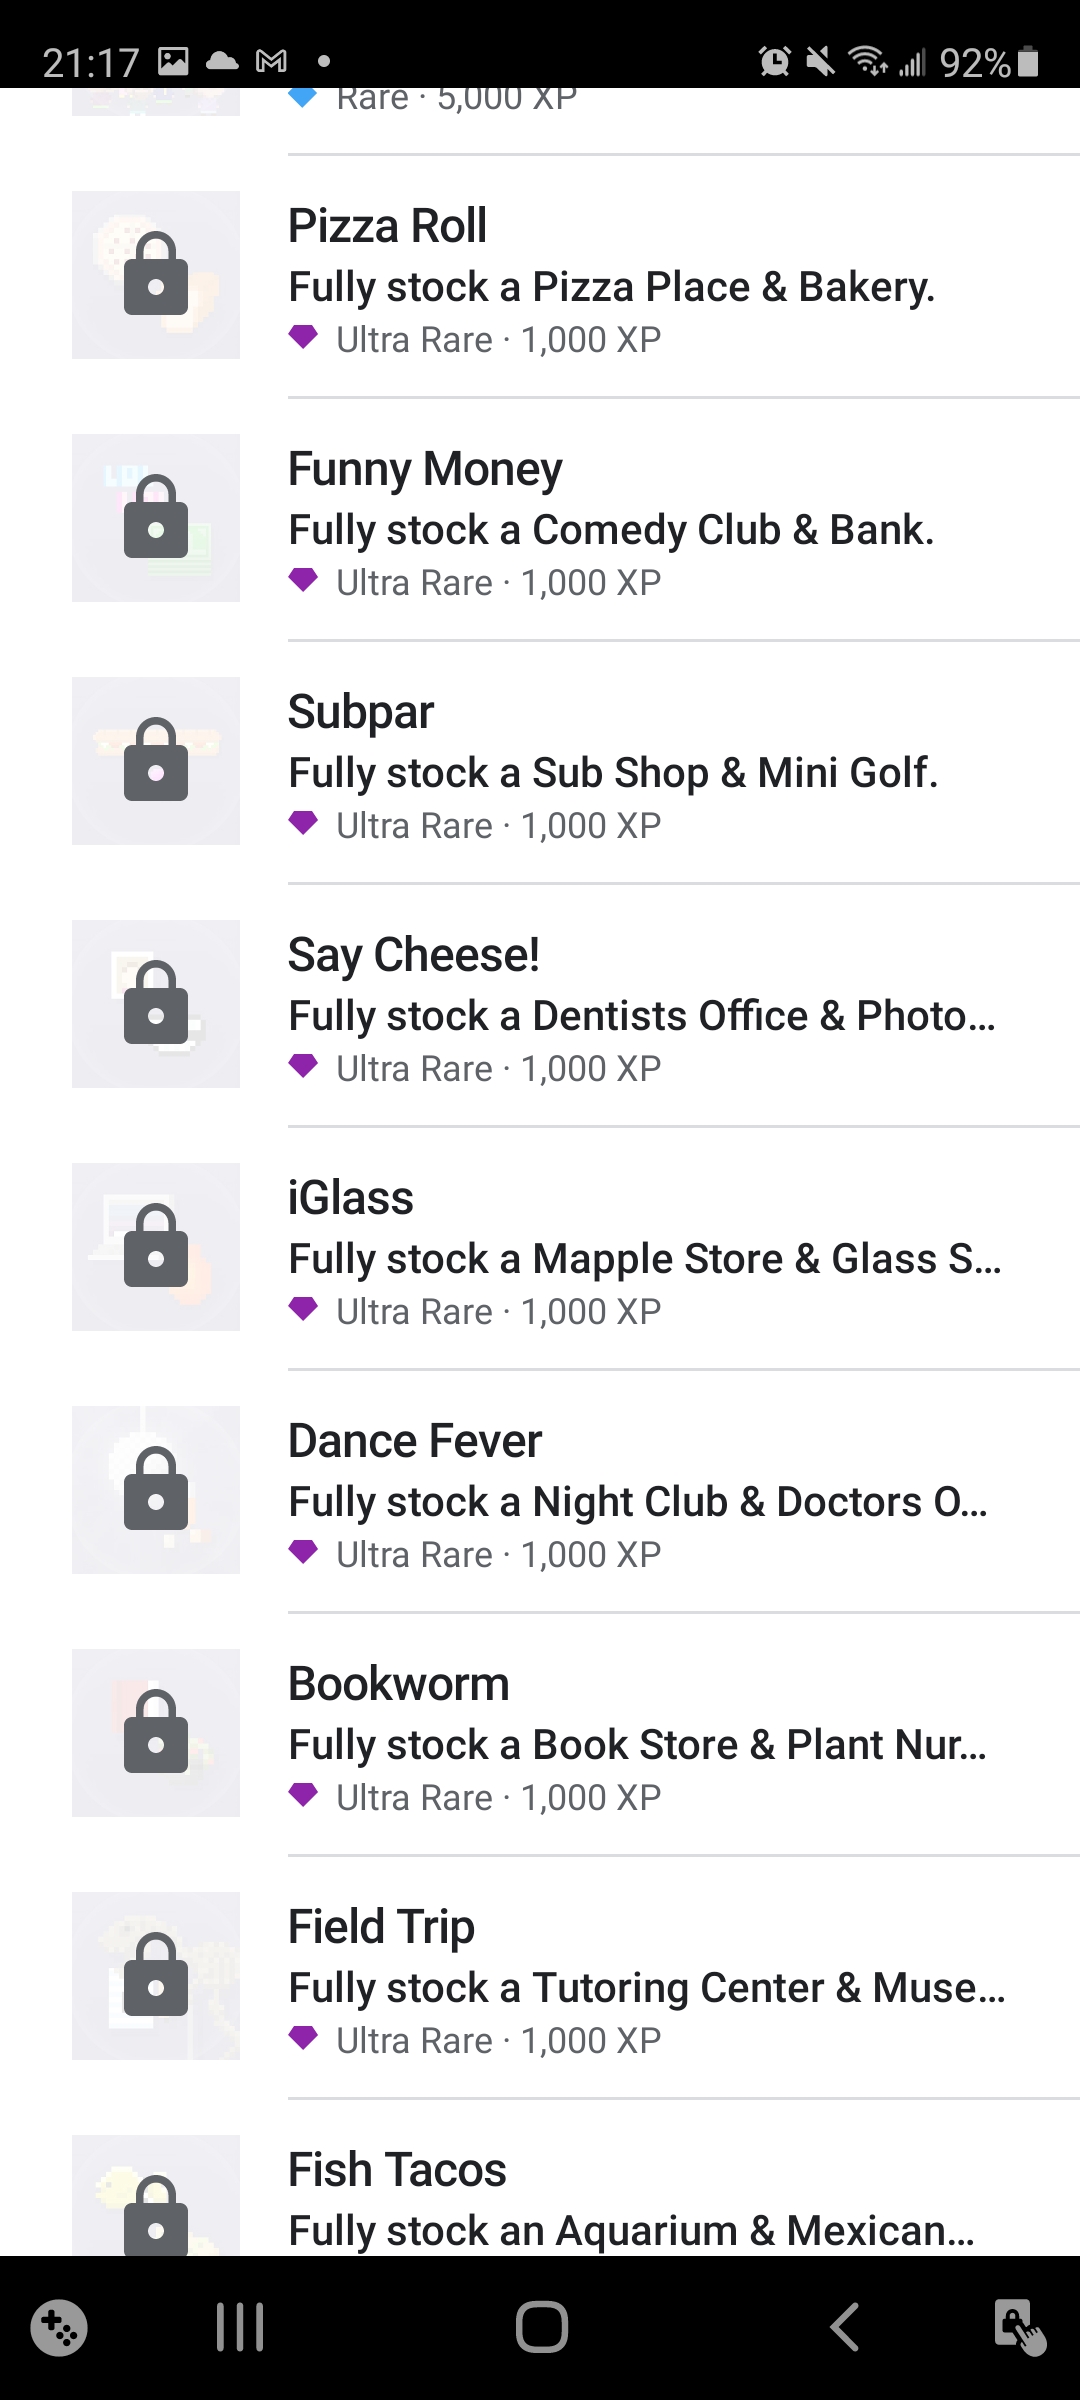 21:17 92%
Rare · 5,000 XP
Pizza Roll
Fully stock a Pizza Place & Bakery.
Ultra Rare · 1,000 XP
Funny Money
Fully stock a Comedy Club & Bank.
Ultra Rare · 1,000 XP
Subpar
Fully stock a Sub Shop & Mini Golf.
Ultra Rare · 1,000 XP
Say Cheese!
Fully stock a Dentists Office & Photo...
Ultra Rare · 1,000 XP
iGlass
Fully stock a Mapple Store & Glass S...
Ultra Rare · 1,000 XP
Dance Fever
Fully stock a Night Club & Doctors O...
Ultra Rare · 1,000 XP
Bookworm
Fully stock a Book Store & Plant Nur...
Ultra Rare · 1,000 XP
Field Trip
Fully stock a Tutoring Center & Muse...
Ultra Rare · 1,000 XP
Fish Tacos
Fully stock an Aquarium & Mexican...